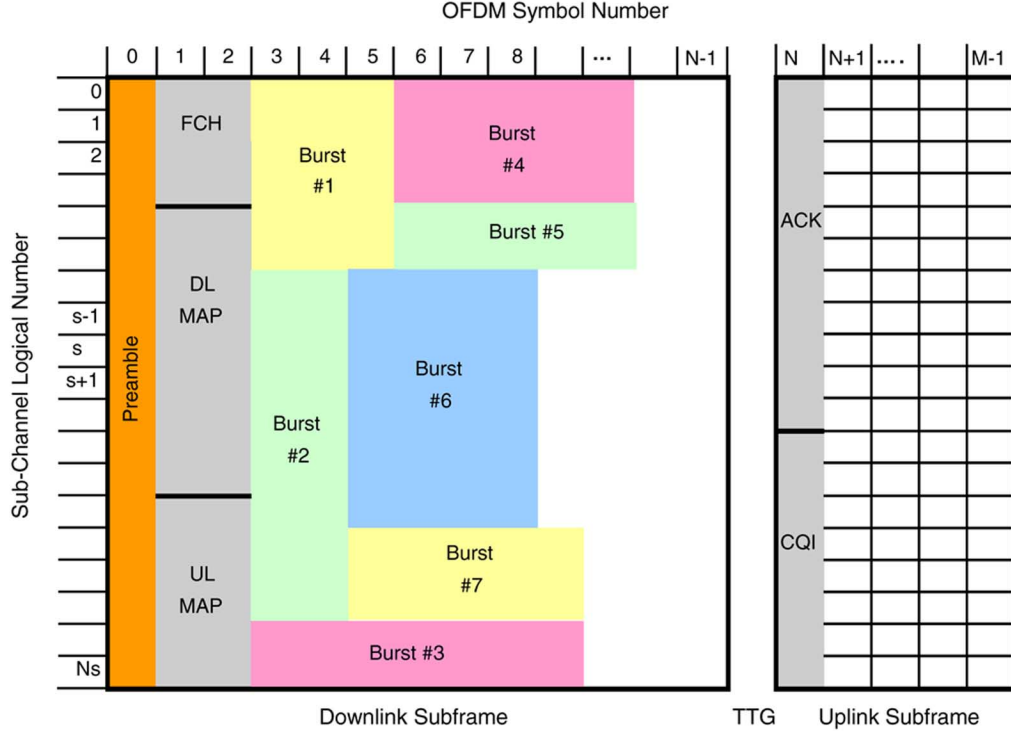 OFDM Symbol Number
0 1 2 3 4 5 6 7 8 ... N-1 N N+1 .... M-1
0
1
2
s-1
s
s+1
Ns
Sub-Channel Logical Number
Preamble
FCH
DL
MAP
UL
MAP
Burst
#1
Burst
#2
Burst #3
Burst
#4
Burst #5
Burst
#6
Burst
#7
ACK
CQI
Downlink Subframe TTG Uplink Subframe